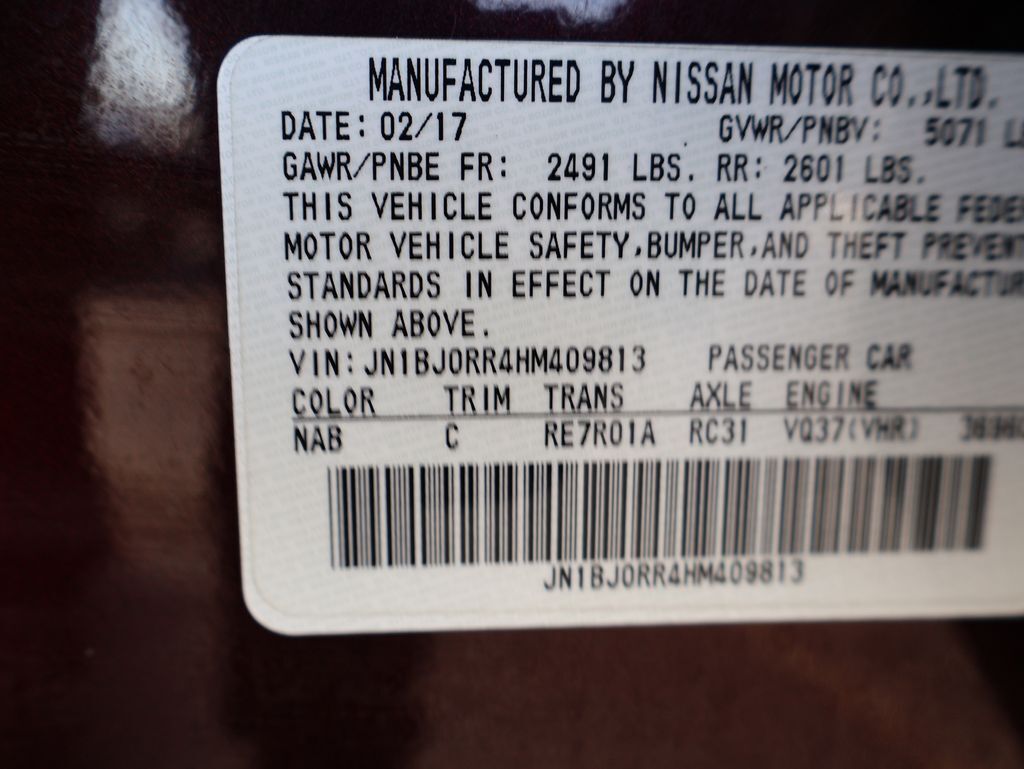 MANUFACTURED BY NISSAN MOTOR CO.,LTD.
DATE: 02/17 GVWR/PNBV: 5071
GAWR/PNBE FR: 2491 LBS. RR: 2601 LBS.
THIS VEHICLE CONFORMS TO ALL APPLICABLE
MOTOR VEHICLE SAFETY,BUMPER,AND THEFT
STANDARDS IN EFFECT ON THE DATE OF
SHOWN ABOVE.
VIN: JN1BJ0RR4HM409813 PASSENGER CAR
COLOR TRIM TRANS AXLE ENGINE
NAB C RE7R01A RC31 VQ37(VHR)
JN1BJ0RR4HM409813